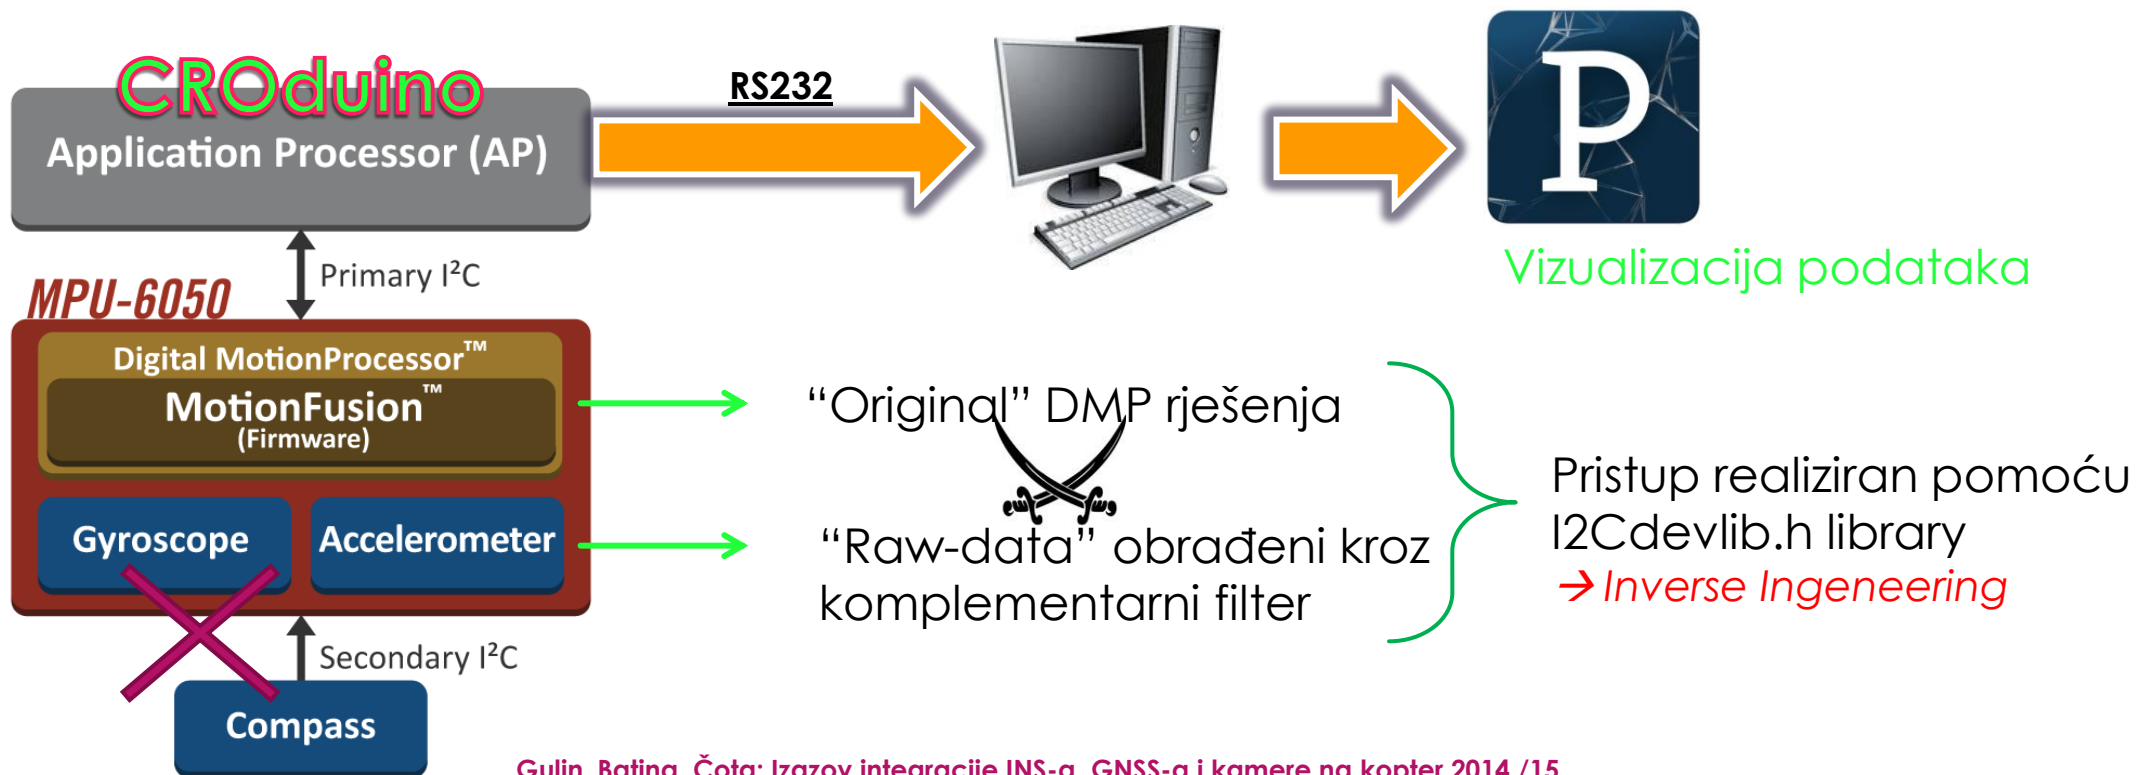 CROduino
Application Processor (AP)
RS232
P
Vizualizacija podataka
Primary I²C
MPU-6050
Digital MotionProcessor™
MotionFusion™
(Firmware)
Gyroscope
Accelerometer
Secondary I²C
Compass
“Original” DMP rješenja
“Raw-data” obrađeni kroz
komplementarni filter
Pristup realiziran pomoću
I2Cdevlib.h library
→ Inverse Ingeneering
Gulin, Batina, Čota: Izazov integracije INS-a, GNSS-a i kamere na kopter 2014./15.